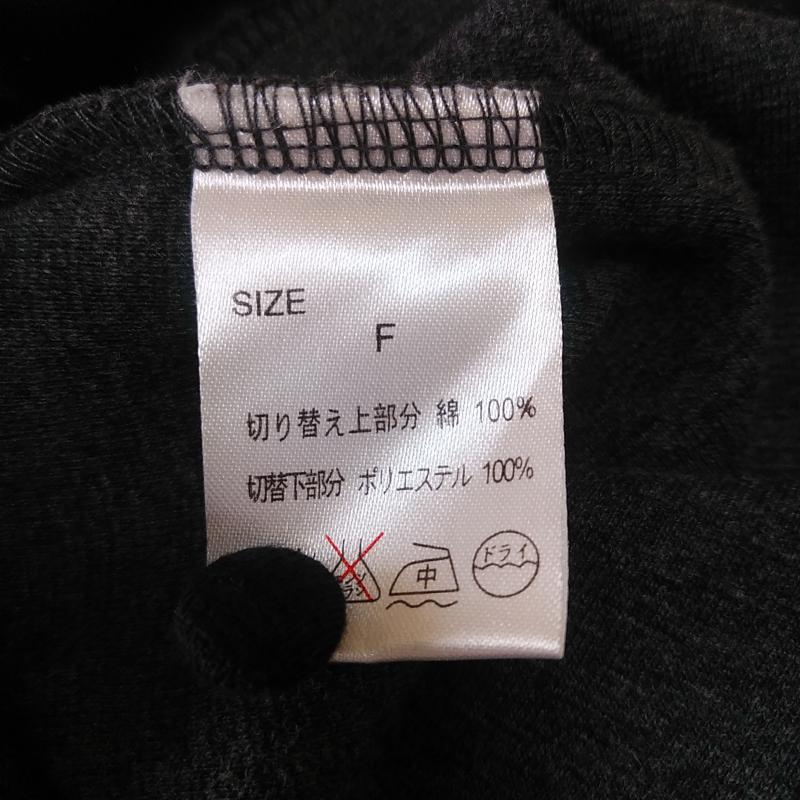 SIZE
F
切り替え上部分 綿 100%
切替下部分 ポリエステル 100%
中 ドライ